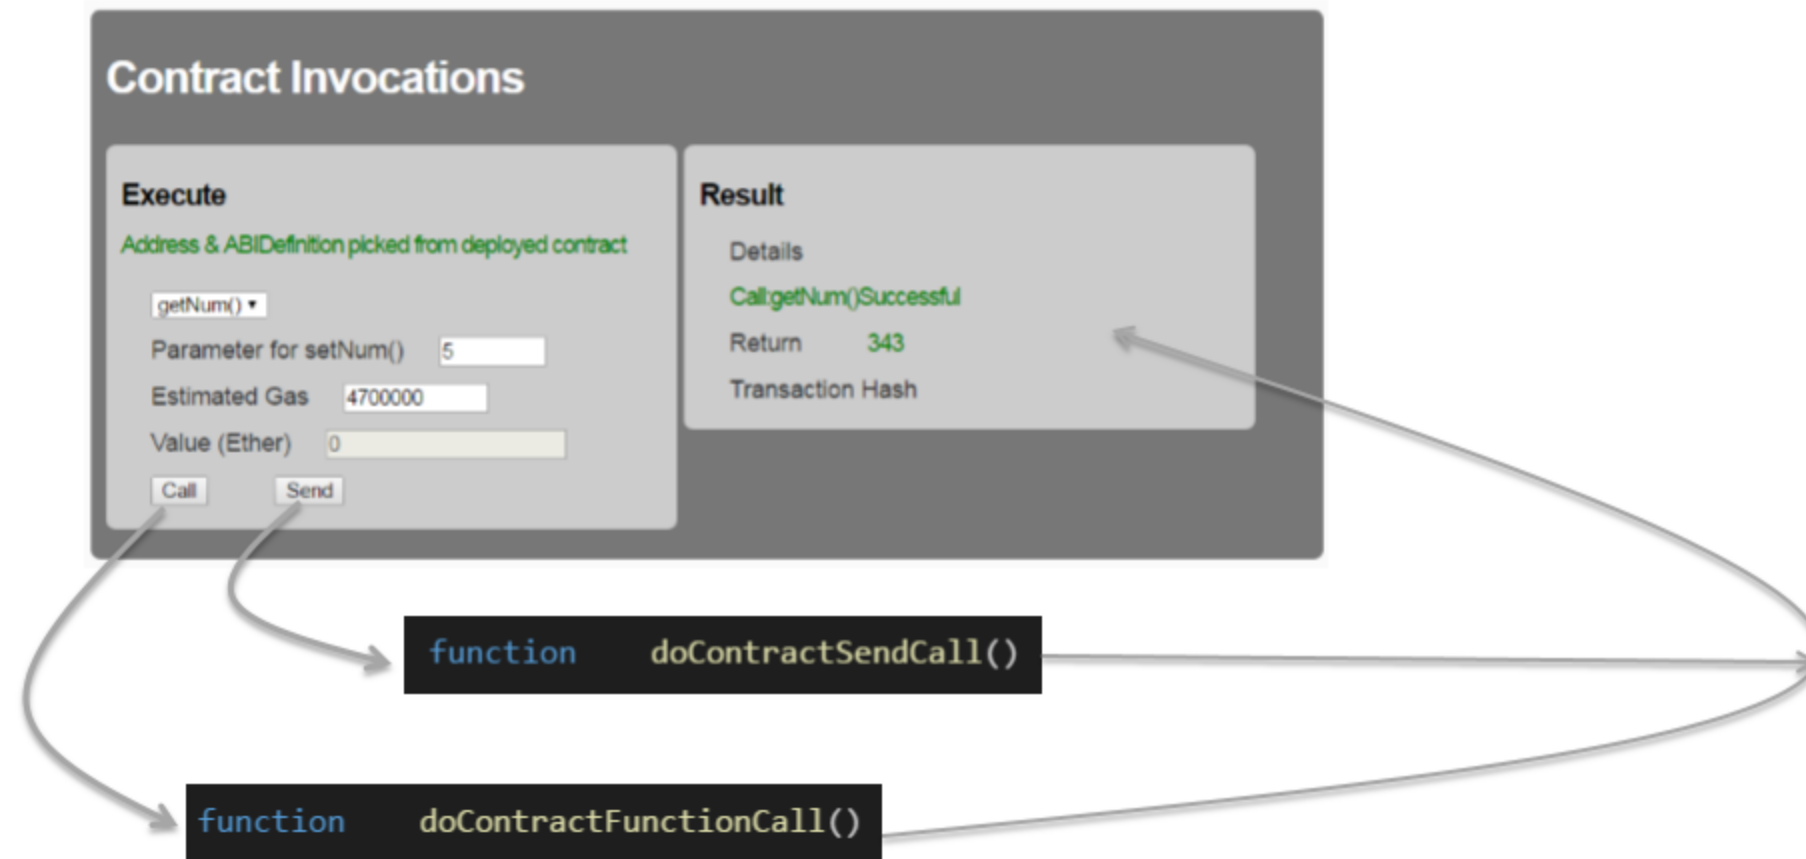 Contract Invocations
Execute
Address & ABIDefinition picked from deployed contract
getNum()
Parameter for setNum() 5
Estimated Gas 4700000
Value (Ether) 0
Call Send
Result
Details
Call:getNum()Successful
Return 343
Transaction Hash
function doContractSendCall()
function doContractFunctionCall()